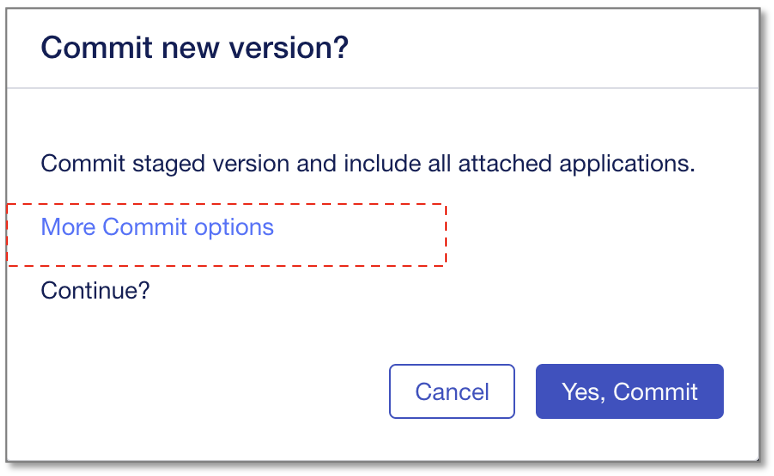 Commit new version?
Commit staged version and include all attached applications.
More Commit options
Continue?
Cancel
Yes, Commit